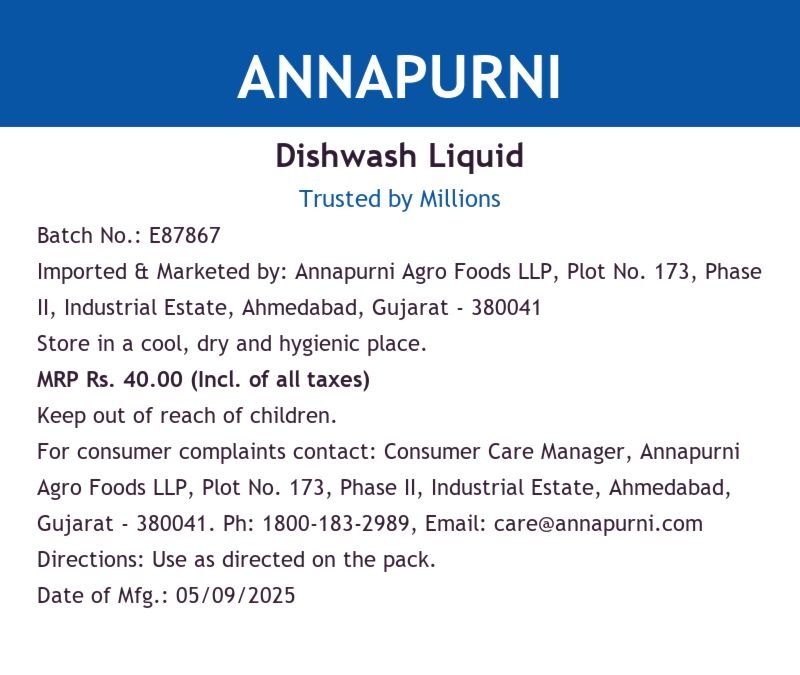 ANNAPURNI
Dishwash Liquid
Trusted by Millions
Batch No.: E87867
Imported & Marketed by: Annapurni Agro Foods LLP, Plot No. 173, Phase
II, Industrial Estate, Ahmedabad, Gujarat - 380041
Store in a cool, dry and hygienic place.
MRP Rs. 40.00 (Incl. of all taxes)
Keep out of reach of children.
For consumer complaints contact: Consumer Care Manager, Annapurni
Agro Foods LLP, Plot No. 173, Phase II, Industrial Estate, Ahmedabad,
Gujarat - 380041. Ph: 1800-183-2989, Email: care@annapurni.com
Directions: Use as directed on the pack.
Date of Mfg.: 05/09/2025